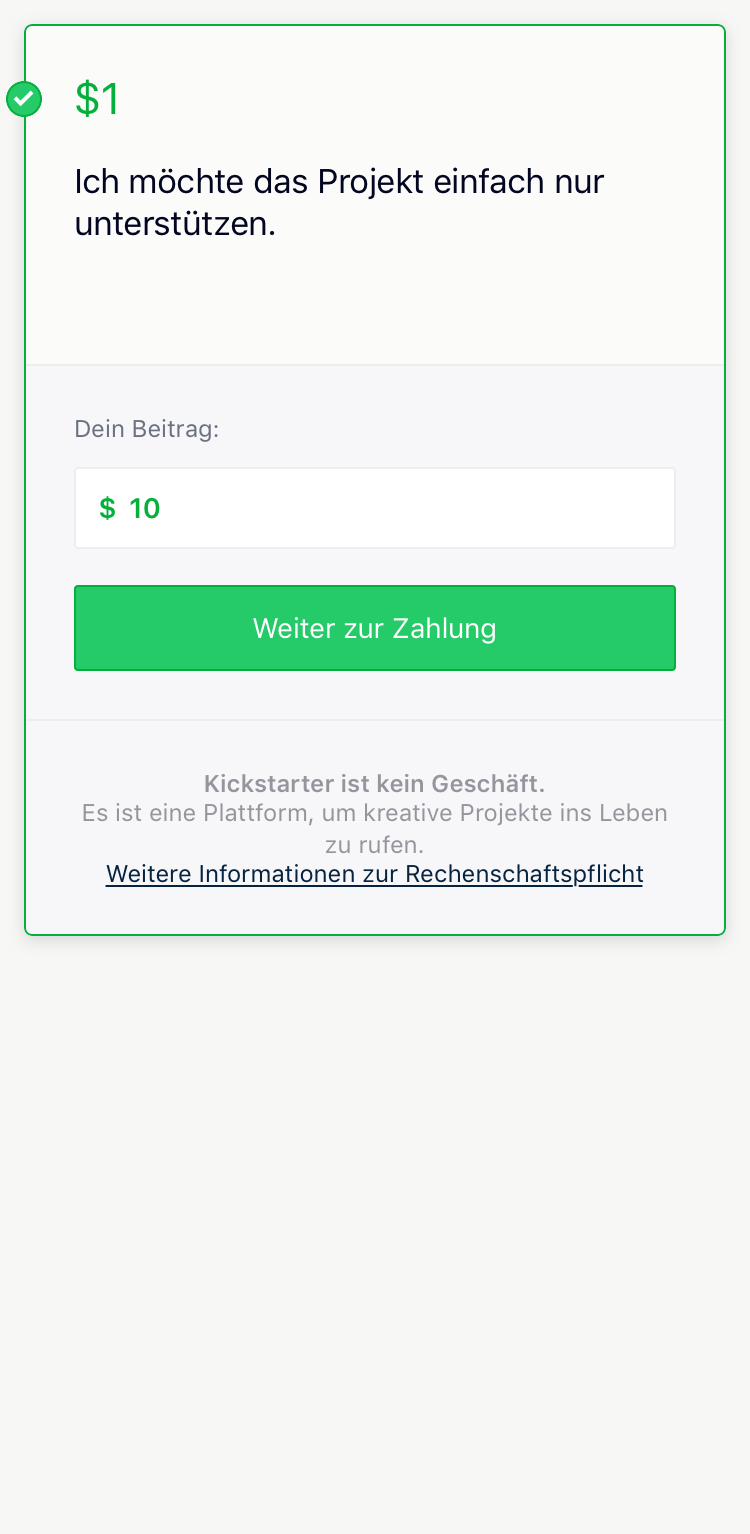 $1
Ich möchte das Projekt einfach nur
unterstützen.
Dein Beitrag:
$ 10
Weiter zur Zahlung
Kickstarter ist kein Geschäft.
Es ist eine Plattform, um kreative Projekte ins Leben
zu rufen.
Weitere Informationen zur Rechenschaftspflicht